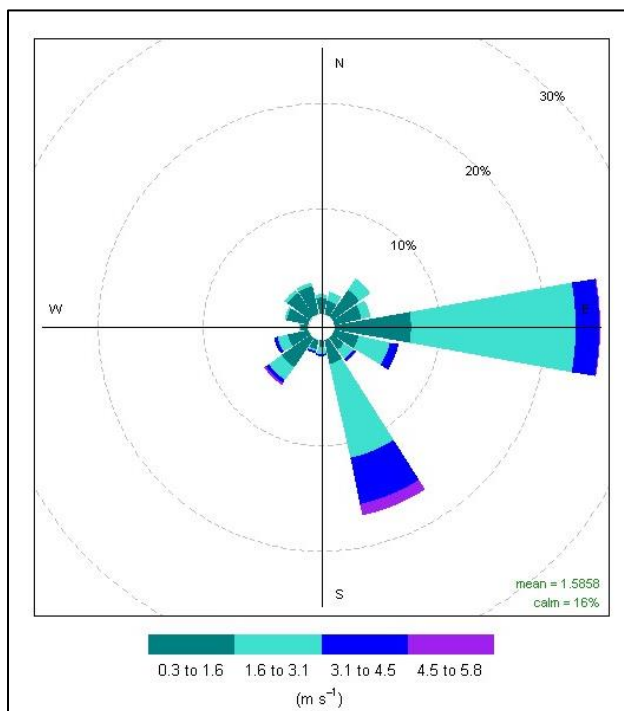 N
30%
20%
10%
W
E
S
mean = 1.5858
calm = 16%
0.3 to 1.6 1.6 to 3.1 3.1 to 4.5 4.5 to 5.8
(m s⁻¹)